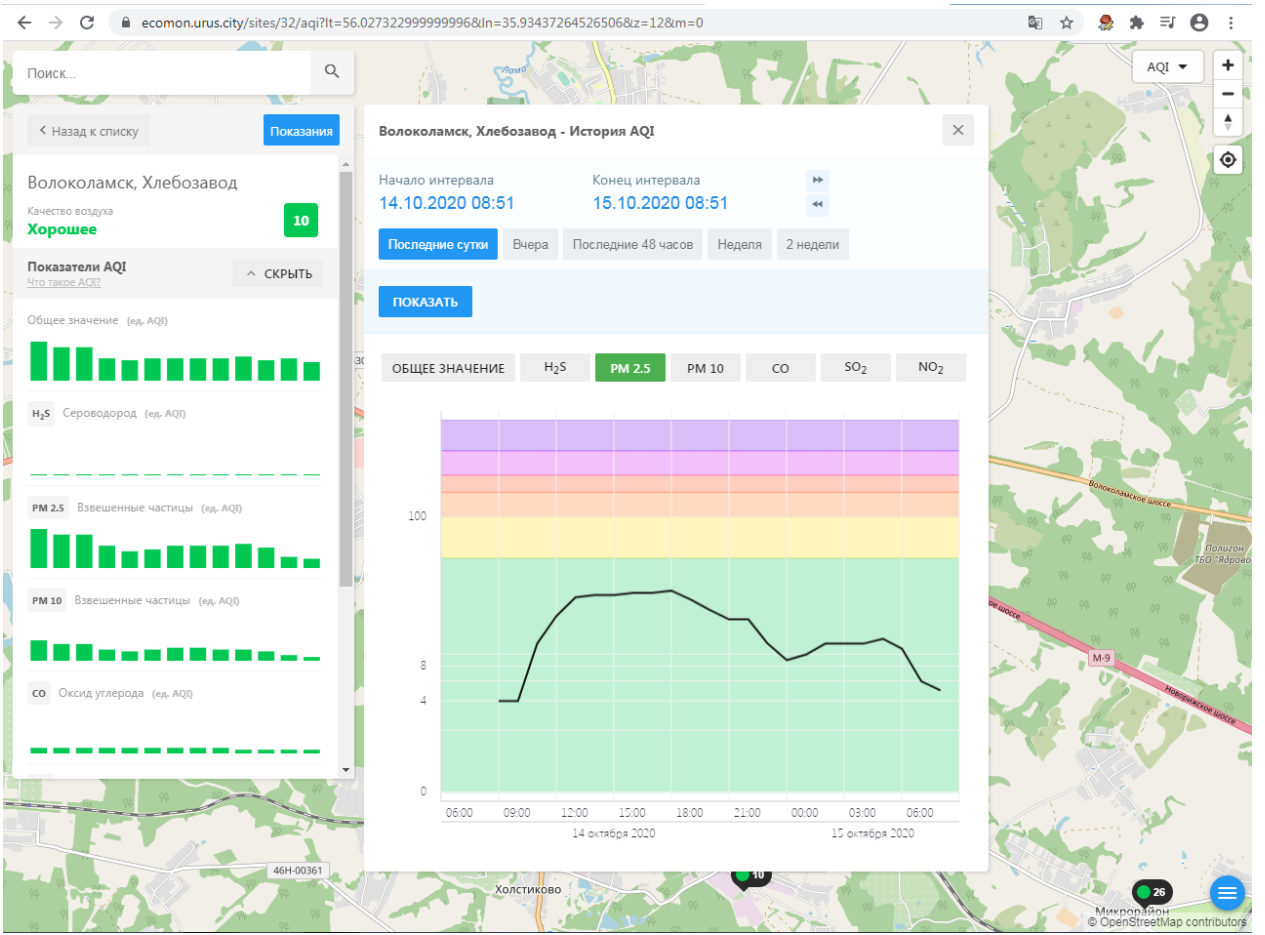 ecomon.urus.city/sites/32/aqi?lt=56.02732299999996&ln=35.93437264526506&z=12&m=0
Поиск...
AQI
Ломо
Назад к списку
Показания
Волоколамск, Хлебозавод
Качество воздуха
Хорошее
10
Показатели AQI
Что такое AQI?
СКРЫТЬ
Общее значение (ед. AQI)
H₂S Сероводород (ед. AQI)
PM 2.5 Взвешенные частицы (ед. AQI)
PM 10 Взвешенные частицы (ед. AQI)
CO Оксид углерода (ед. AQI)
Волоколамск, Хлебозавод - История AQI
Начало интервала
Конец интервала
14.10.2020 08:51
15.10.2020 08:51
Последние сутки
Вчера
Последние 48 часов
Неделя
2 недели
ПОКАЗАТЬ
ОБЩЕЕ ЗНАЧЕНИЕ
H₂S
PM 2.5
PM 10
CO
SO₂
NO₂
100
8
4
0
06:00 09:00 12:00 15:00 18:00 21:00 00:00 03:00 06:00
14 октября 2020
15 октября 2020
Волоколамское шоссе
Полигон
ТБО "Ядрово
М-9
Новорижское шоссе
46Н-00361
Холстиково
10
26
Микрорайон
© OpenStreetMap contributors